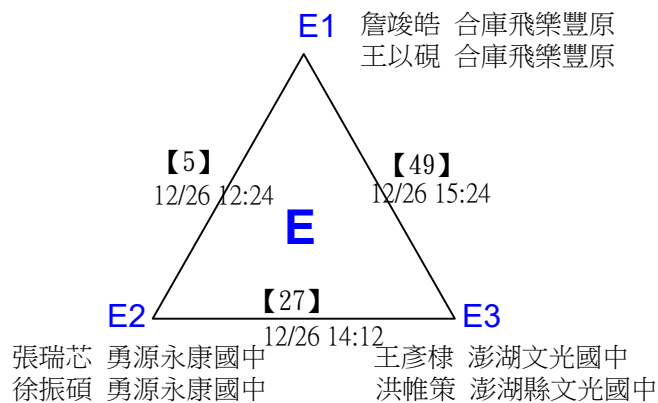 E1 詹竣皓 合庫飛樂豐原
王以硯 合庫飛樂豐原
【5】 【49】
12/26 12:24 12/26 15:24
E
【27】
E2 E3
12/26 14:12
張瑞芯 勇源永康國中 王彥棣 澎湖文光國中
徐振碩 勇源永康國中 洪帷策 澎湖縣文光國中